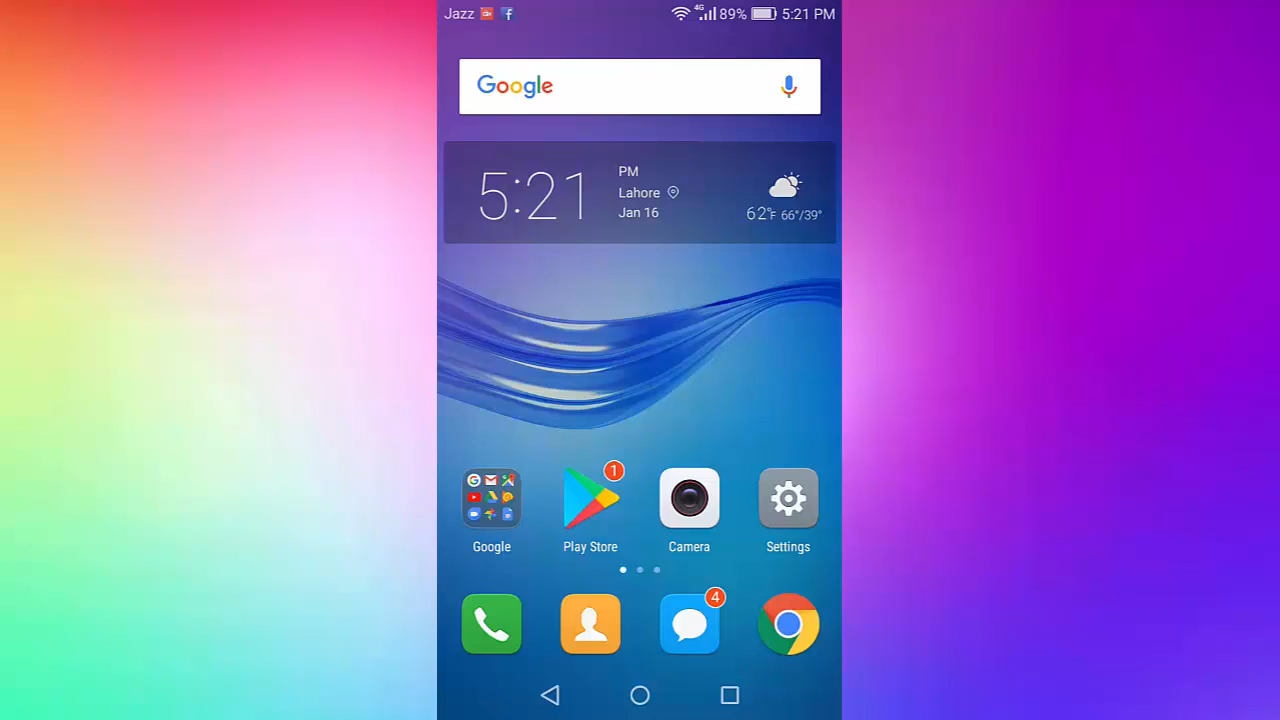 Jazz 4G 89% 5:21 PM
Google
5:21 PM
Lahore
Jan 16
62°F 66°/39°
1
Google Play Store Camera Settings
4